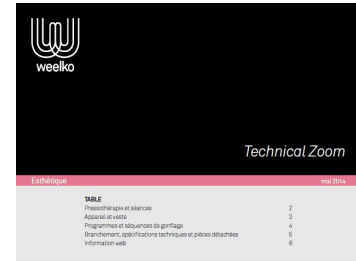 weelko
Technical Zoom
Esthétique mai 2014
TABLE
Pressothérapie et séances 2
Appareil et veste 3
Programmes et séquences de gonflage 4
Branchement, spécifications techniques et pièces détachées 5
Information web 6